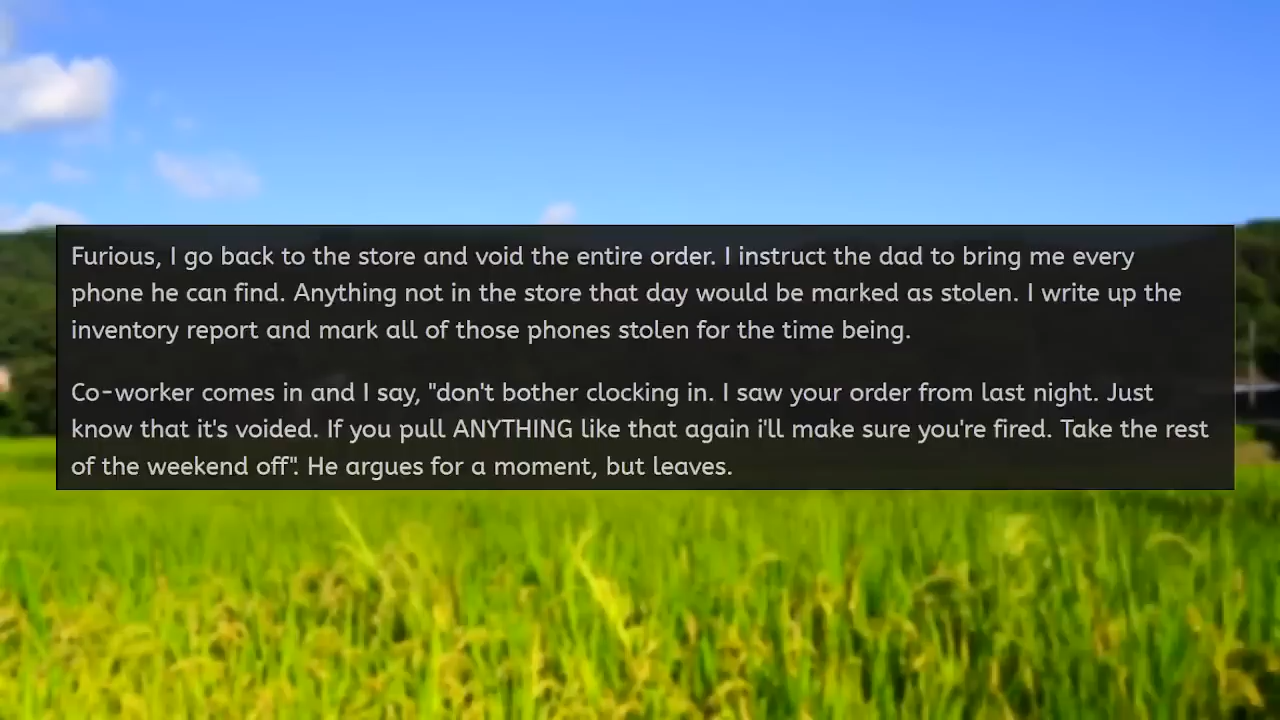 Furious, I go back to the store and void the entire order. I instruct the dad to bring me every
phone he can find. Anything not in the store that day would be marked as stolen. I write up the
inventory report and mark all of those phones stolen for the time being.
Co-worker comes in and I say, "don't bother clocking in. I saw your order from last night. Just
know that it's voided. If you pull ANYTHING like that again i'll make sure you're fired. Take the rest
of the weekend off". He argues for a moment, but leaves.